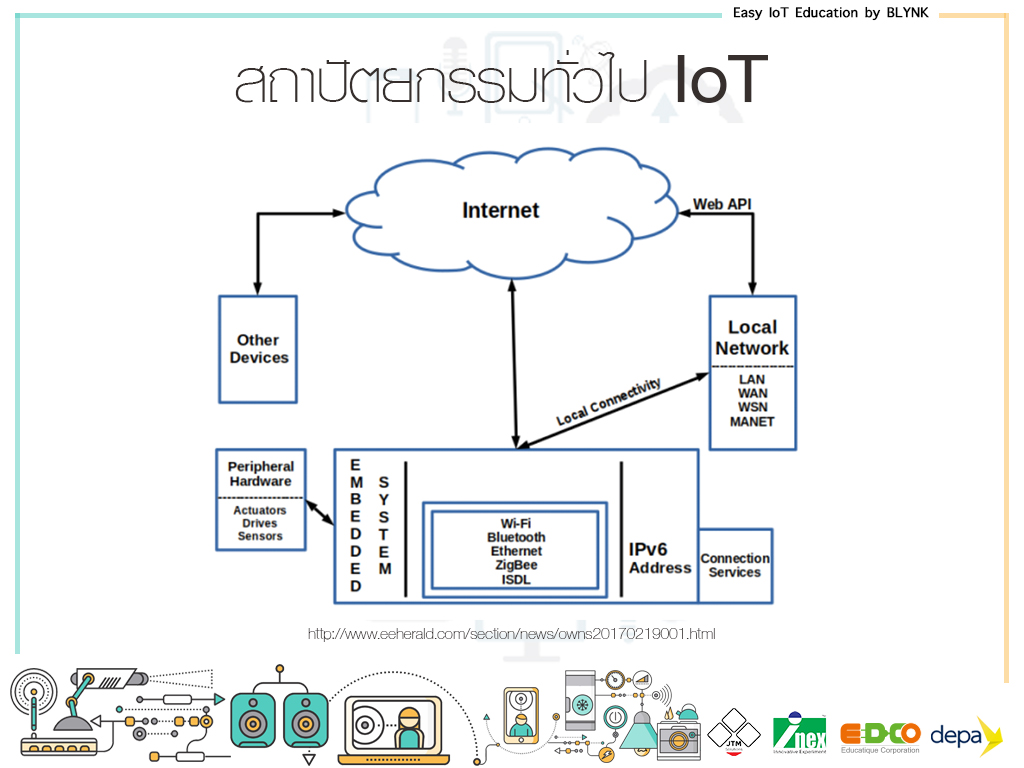 Easy IoT Education by BLYNK
สถาปัตยกรรมทั่วไป IoT
Internet
Web API
Other
Devices
Local
Network
LAN
WAN
WSN
MANET
Local Connectivity
Peripheral
Hardware
Actuators
Drives
Sensors
EMBEDDED
SYSTEM
Wi-Fi
Bluetooth
Ethernet
ZigBee
ISDL
IPv6
Address
Connection
Services
http://www.eeherald.com/section/news/owns20170219001.html
JTM
inex
Innovative Experiment
EDCO
Educatique Corporation
depa